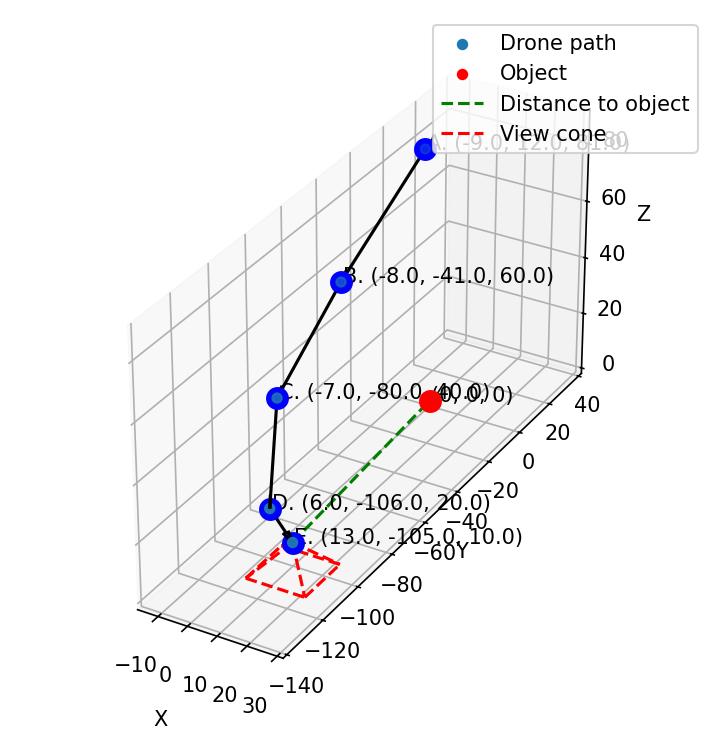 Drone path
Object
Distance to object
View cone
A. (-9.0, 12.0, 81.0)
80
60
Z
40
20
0
B. (-8.0, -41.0, 60.0)
C. (-7.0, -80.0, 40.0)
(0, 0, 0)
D. (6.0, -106.0, 20.0)
E. (13.0, -105.0, 10.0)
40
20
0
−20
−40
−60
Y
−80
−100
−120
−140
−10
0
10
20
30
X